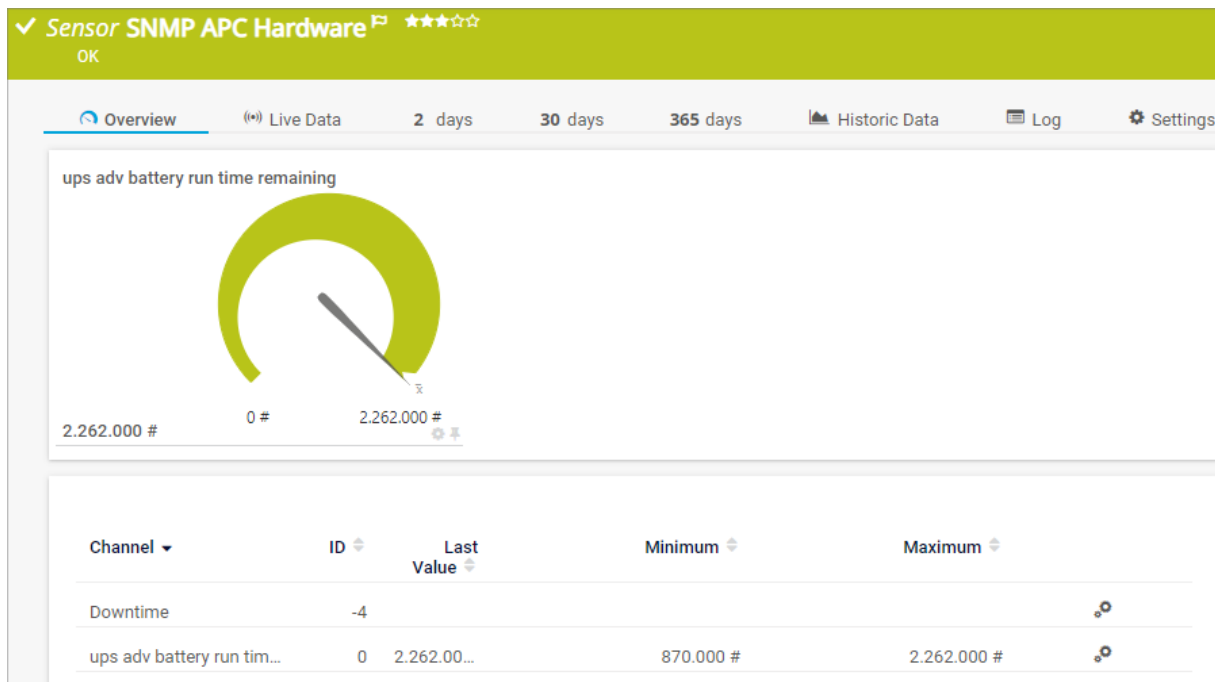 Sensor SNMP APC Hardware
OK
Overview Live Data 2 days 30 days 365 days Historic Data Log Settings
ups adv battery run time remaining
x̄
0 # 2.262.000 #
2.262.000 #
Channel ID Last Value Minimum Maximum
Downtime -4
ups adv battery run tim... 0 2.262.00... 870.000 # 2.262.000 #